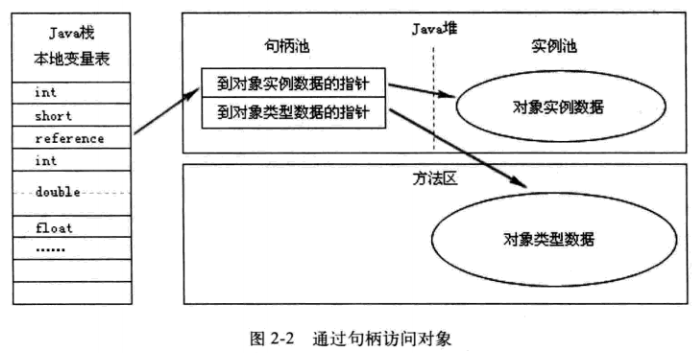 Java栈
本地变量表
int
short
reference
int
double
float
......
Java堆
句柄池
实例池
到对象实例数据的指针
到对象类型数据的指针
对象实例数据
方法区
对象类型数据
图 2-2 通过句柄访问对象